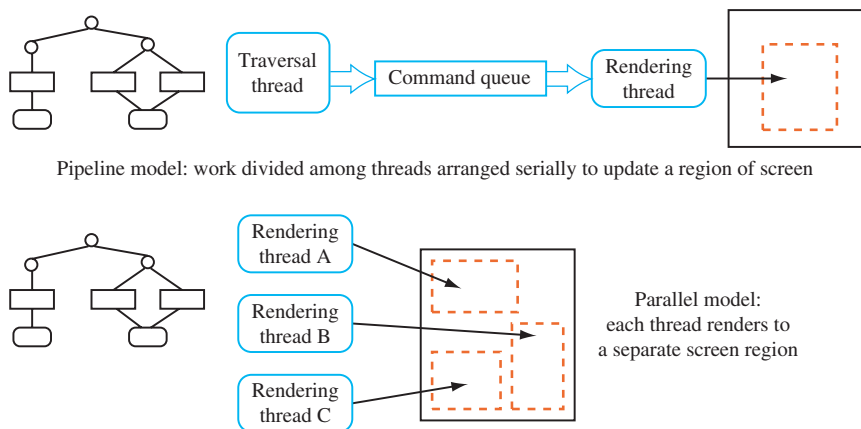 Traversal
thread
Command queue
Rendering
thread
Pipeline model: work divided among threads arranged serially to update a region of screen
Rendering
thread A
Rendering
thread B
Rendering
thread C
Parallel model:
each thread renders to
a separate screen region